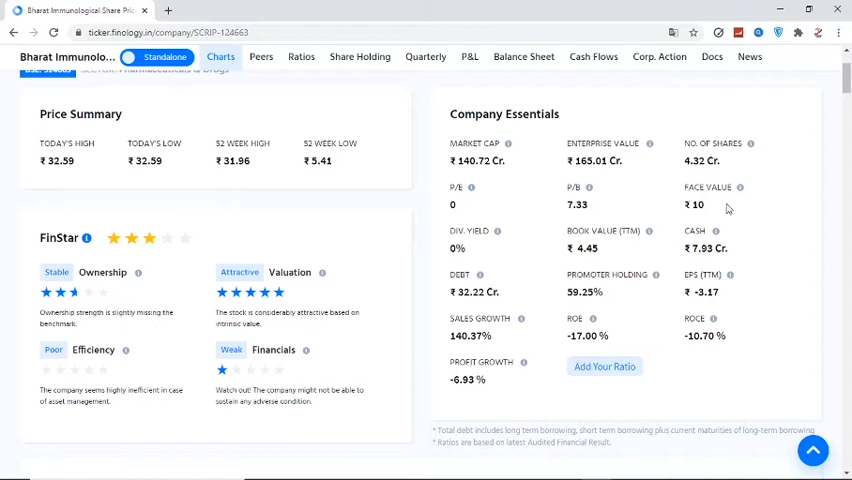 Bharat Immunological Share Pric
ticker.finology.in/company/SCRIP-124663
Bharat Immunolo... Standalone Charts Peers Ratios Share Holding Quarterly P&L Balance Sheet Cash Flows Corp. Action Docs News
Price Summary
TODAY'S HIGH TODAY'S LOW 52 WEEK HIGH 52 WEEK LOW
₹ 32.59 ₹ 32.59 ₹ 31.96 ₹ 5.41
FinStar
Stable Ownership
Ownership strength is slightly missing the
benchmark.
Attractive Valuation
The stock is considerably attractive based on
intrinsic value.
Poor Efficiency
The company seems highly inefficient in case
of asset management.
Weak Financials
Watch out! The company might not be able to
sustain any adverse condition.
Company Essentials
MARKET CAP ENTERPRISE VALUE NO. OF SHARES
₹ 140.72 Cr. ₹ 165.01 Cr. 4.32 Cr.
P/E P/B FACE VALUE
0 7.33 ₹ 10
DIV. YIELD BOOK VALUE (TTM) CASH
0% ₹ 4.45 ₹ 7.93 Cr.
DEBT PROMOTER HOLDING EPS (TTM)
₹ 32.22 Cr. 59.25% ₹ -3.17
SALES GROWTH ROE ROCE
140.37% -17.00 % -10.70 %
PROFIT GROWTH
-6.93 %
Add Your Ratio
* Total debt includes long term borrowing, short term borrowing plus current maturities of long-term borrowing
* Ratios are based on latest Audited Financial Result.